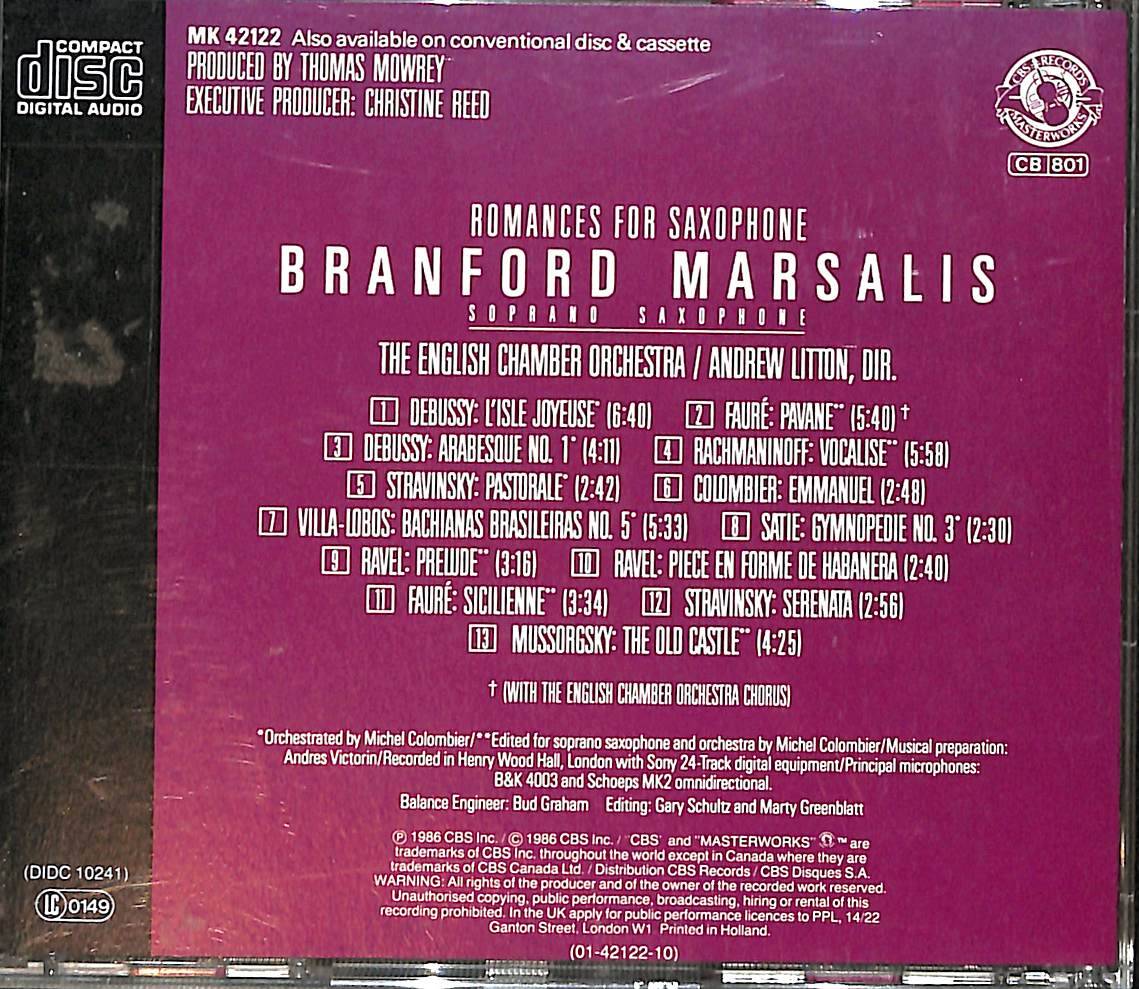 COMPACT
disc
DIGITAL AUDIO
MK 42122 Also available on conventional disc & cassette
PRODUCED BY THOMAS MOWREY
EXECUTIVE PRODUCER: CHRISTINE REED
CBS RECORDS
MASTERWORKS
CB 801
ROMANCES FOR SAXOPHONE
BRANFORD MARSALIS
SOPRANO SAXOPHONE
THE ENGLISH CHAMBER ORCHESTRA / ANDREW LITTON, DIR.
1 DEBUSSY: L'ISLE JOYEUSE* (6:40) 2 FAURÉ: PAVANE** (5:40) †
3 DEBUSSY: ARABESQUE NO. 1* (4:11) 4 RACHMANINOFF: VOCALISE** (5:58)
5 STRAVINSKY: PASTORALE* (2:42) 6 COLOMBIER: EMMANUEL (2:48)
7 VILLA-LOBOS: BACHIANAS BRASILEIRAS NO. 5* (5:33) 8 SATIE: GYMNOPEDIE NO. 3* (2:30)
9 RAVEL: PRELUDE** (3:16) 10 RAVEL: PIECE EN FORME DE HABANERA (2:40)
11 FAURÉ: SICILIENNE** (3:34) 12 STRAVINSKY: SERENATA (2:56)
13 MUSSORGSKY: THE OLD CASTLE** (4:25)
† (WITH THE ENGLISH CHAMBER ORCHESTRA CHORUS)
*Orchestrated by Michel Colombier/**Edited for soprano saxophone and orchestra by Michel Colombier/Musical preparation:
Andres Victorin/Recorded in Henry Wood Hall, London with Sony 24-Track digital equipment/Principal microphones:
B&K 4003 and Schoeps MK2 omnidirectional.
Balance Engineer: Bud Graham Editing: Gary Schultz and Marty Greenblatt
℗ 1986 CBS Inc. / © 1986 CBS Inc. / "CBS" and "MASTERWORKS" ™ are
trademarks of CBS Inc. throughout the world except in Canada where they are
trademarks of CBS Canada Ltd. / Distribution CBS Records / CBS Disques S.A.
WARNING: All rights of the producer and of the owner of the recorded work reserved.
Unauthorised copying, public performance, broadcasting, hiring or rental of this
recording prohibited. In the UK apply for public performance licences to PPL, 14/22
Ganton Street, London W1 Printed in Holland.
(01-42122-10)
(DIDC 10241)
LC 0149